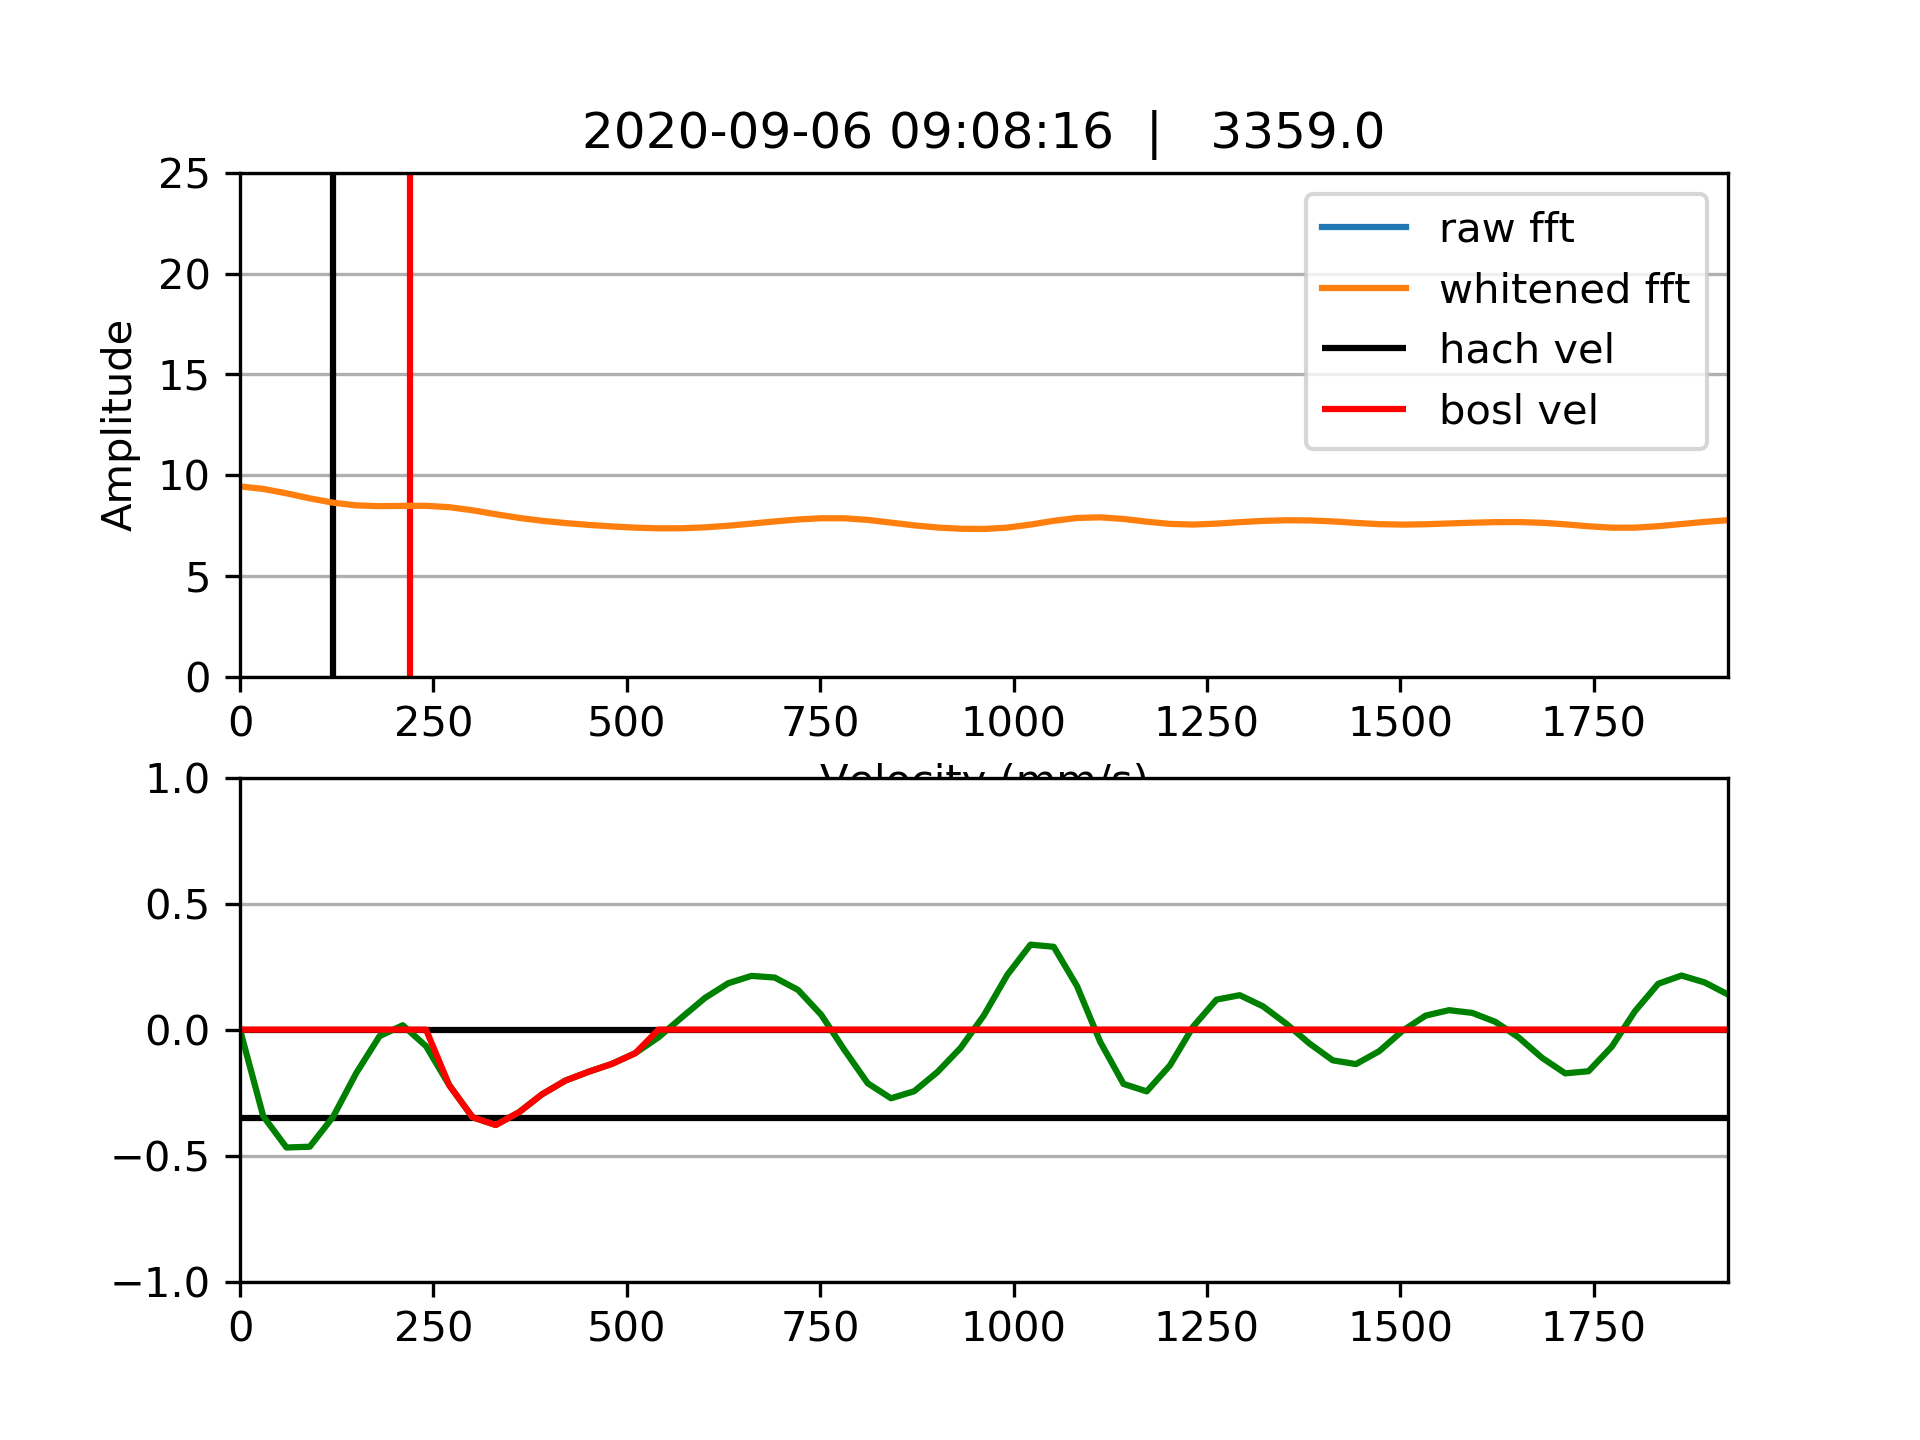 2020-09-06 09:08:16 | 3359.0
25
20
15
10
5
0
Amplitude
raw fft
whitened fft
hach vel
bosl vel
0 250 500 750 1000 1250 1500 1750
Velocity (mm/s)
1.0
0.5
0.0
−0.5
−1.0
0 250 500 750 1000 1250 1500 1750